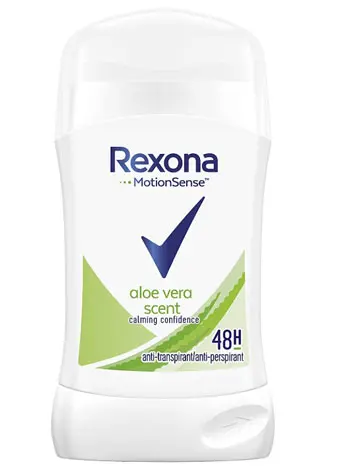 Rexona
MotionSense™
aloe vera
scent
calming confidence
48H
anti-transpirant/anti-perspirant